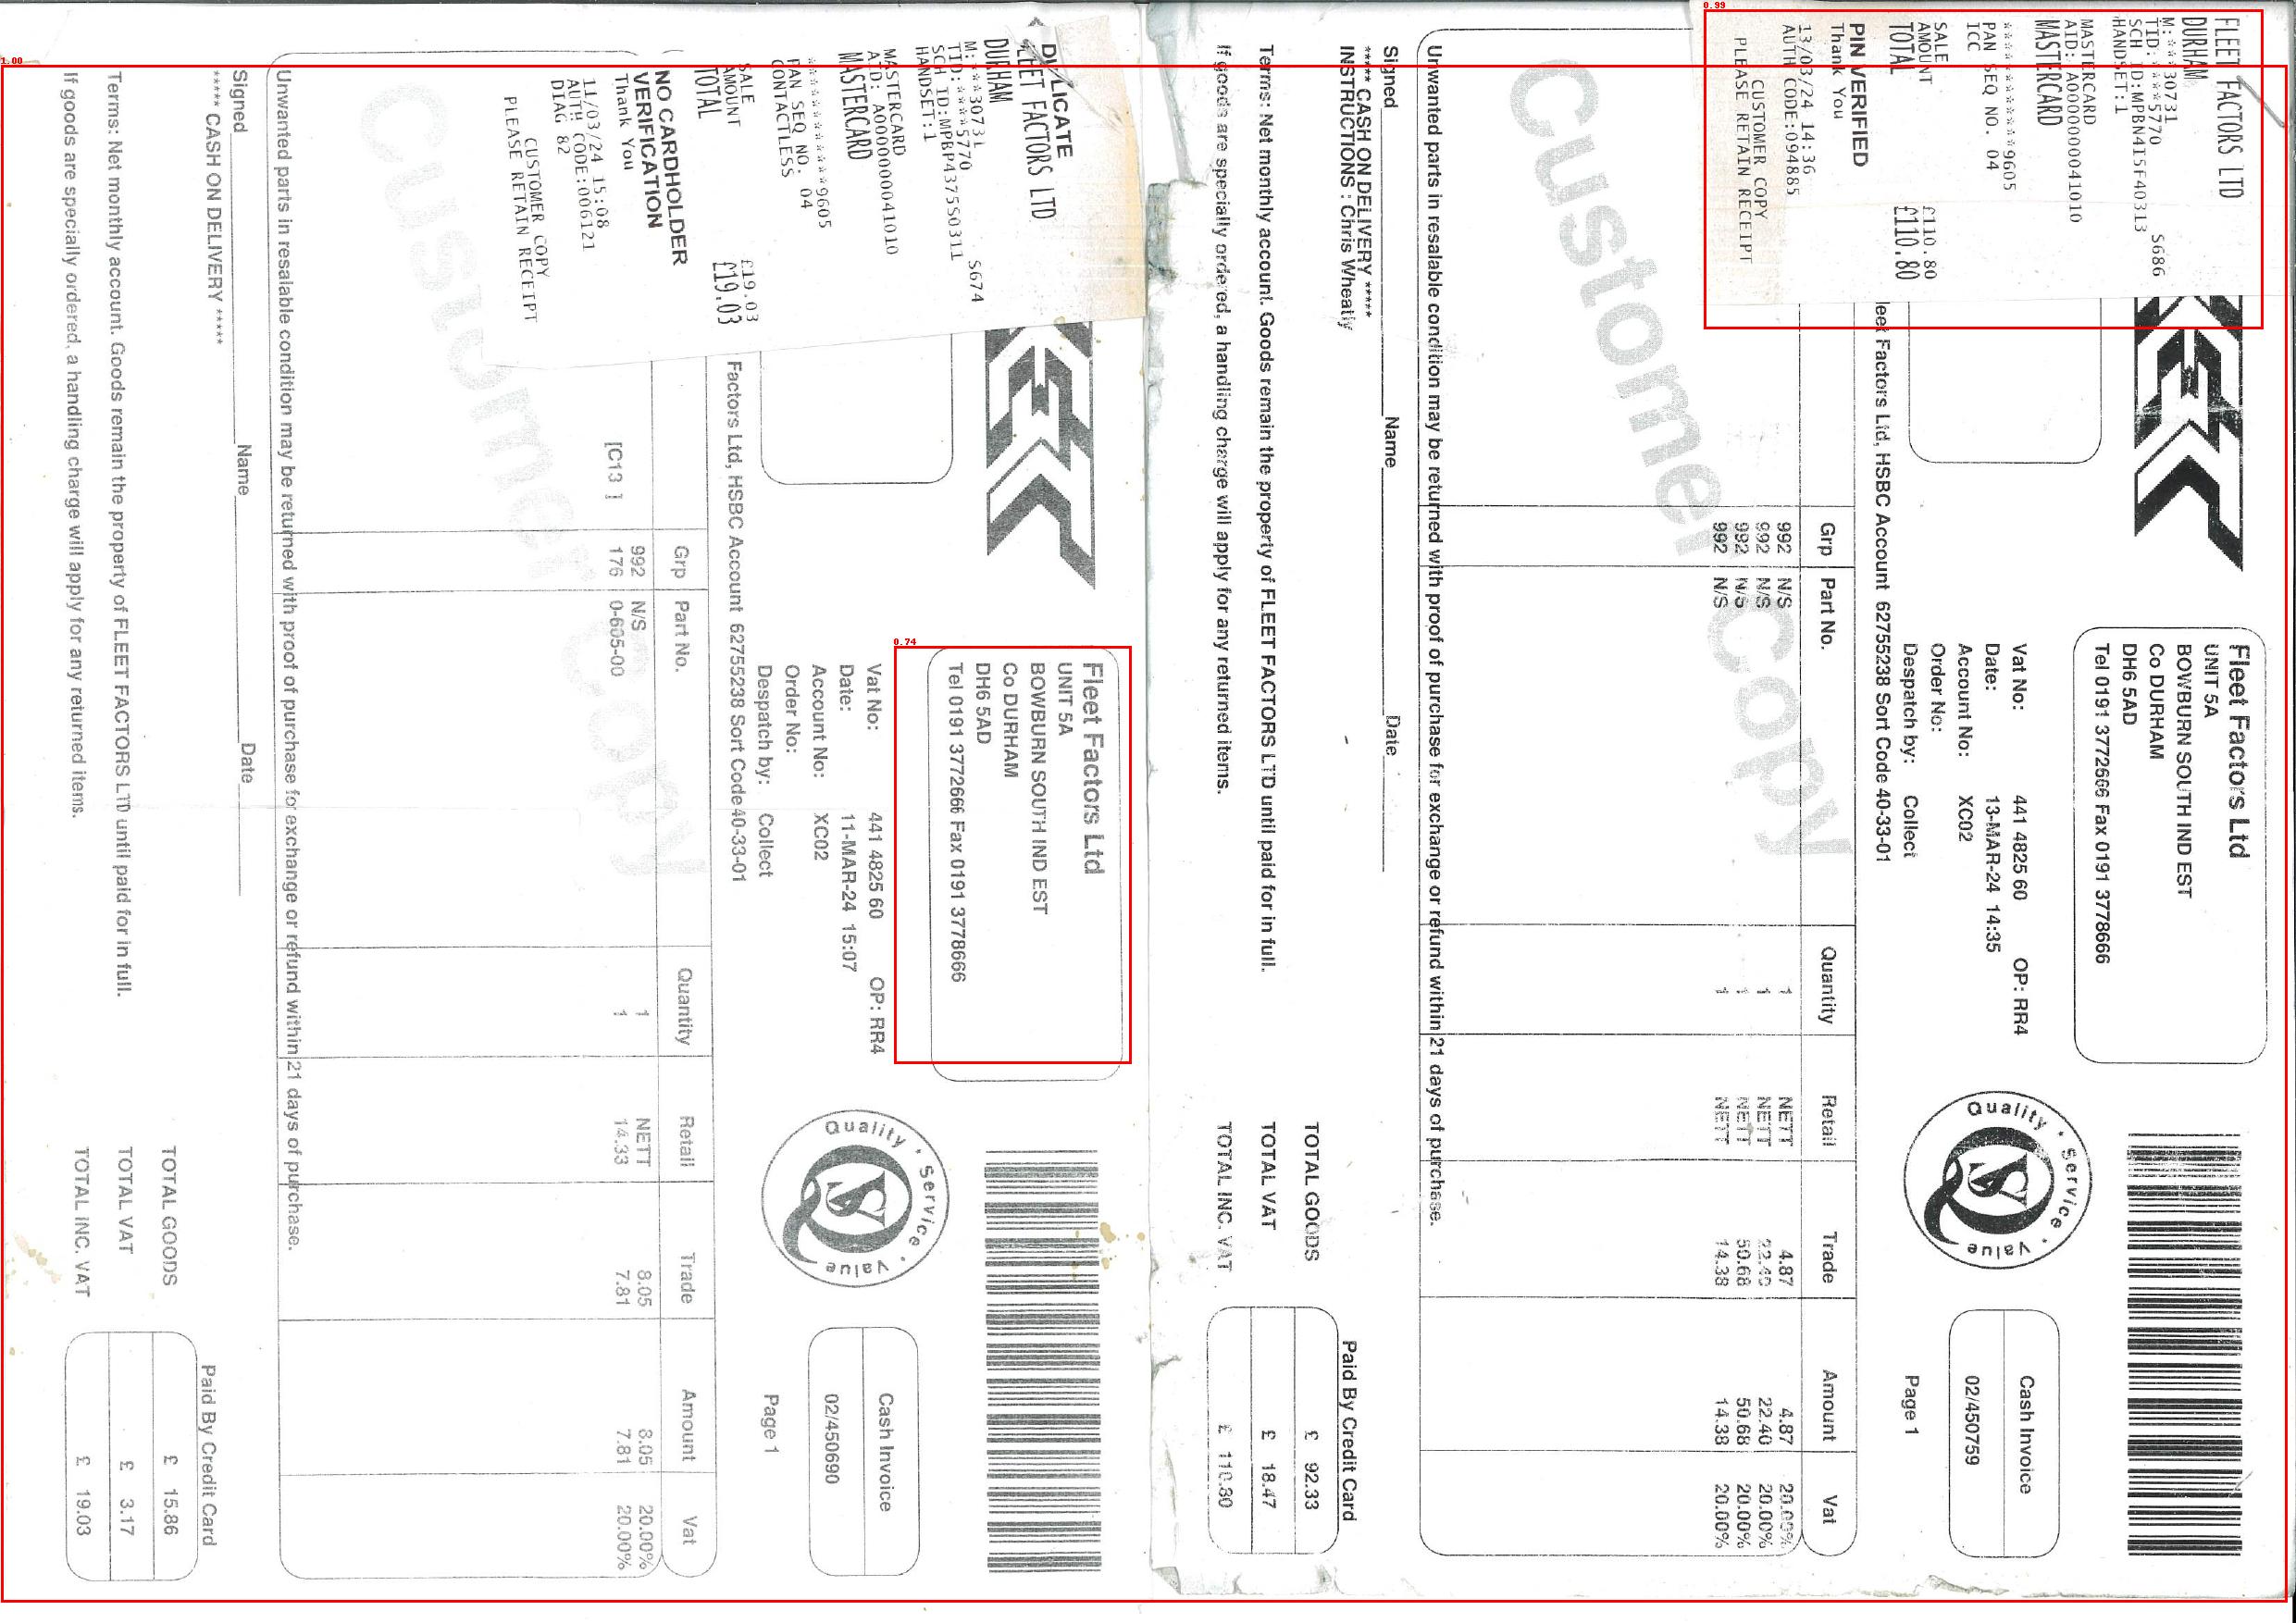 FLEET FACTORS LTD
DURHAM
M:***30731
TID:****5770 S686
SCH ID:MPBN4I5F40313
HANDSET:1
MASTERCARD
AID: A0000000041010
MASTERCARD
************9605
PAN SEQ NO. 04
ICC
SALE
AMOUNT £110.80
TOTAL £110.80
PIN VERIFIED
Thank You
13/03/24 14:36
AUTH CODE:094885
CUSTOMER COPY
PLEASE RETAIN RECEIPT
Fleet Factors Ltd
UNIT 5A
BOWBURN SOUTH IND EST
Co DURHAM
DH6 5AD
Tel 0191 3772666 Fax 0191 3778666
Vat No: 441 4825 60 OP: RR4
Date: 13-MAR-24 14:35
Account No: XC02
Order No:
Despatch by: Collect
Quality · Service · Value
Cash Invoice
02/450759
Page 1
leet Factors Ltd, HSBC Account 62755238 Sort Code 40-33-01
Grp Part No. Quantity Retail Trade Amount Vat
992 N/S 1 NETT 4.87 4.87 20.00%
992 N/S 1 NETT 22.40 22.40 20.00%
992 N/S 1 NETT 50.68 50.68 20.00%
992 N/S 1 NETT 14.38 14.38 20.00%
Customer Copy
Unwanted parts in resalable condition may be returned with proof of purchase for exchange or refund within 21 days of purchase.
Signed Name Date
***** CASH ON DELIVERY *****
INSTRUCTIONS : Chris Wheatly
Paid By Credit Card
TOTAL GOODS £ 92.33
Terms: Net monthly account. Goods remain the property of FLEET FACTORS LTD until paid for in full.
TOTAL VAT £ 18.47
If goods are specially ordered, a handling charge will apply for any returned items.
TOTAL INC. VAT £ 110.80
DUPLICATE
FLEET FACTORS LTD
DURHAM
M:***30731
TID:****5770 S674
SCH ID:MPBP4375S0311
HANDSET:1
MASTERCARD
AID: A0000000041010
MASTERCARD
************9605
PAN SEQ NO. 04
CONTACTLESS
SALE
AMOUNT £19.03
TOTAL £19.03
NO CARDHOLDER
VERIFICATION
Thank You
11/03/24 15:08
AUTH CODE:006121
DIAG 82
CUSTOMER COPY
PLEASE RETAIN RECEIPT
Fleet Factors Ltd
UNIT 5A
BOWBURN SOUTH IND EST
Co DURHAM
DH6 5AD
Tel 0191 3772666 Fax 0191 3778666
Vat No: 441 4825 60 OP: RR4
Date: 11-MAR-24 15:07
Account No: XC02
Order No:
Despatch by: Collect
Quality · Service · Value
Cash Invoice
02/450690
Page 1
Factors Ltd, HSBC Account 62755238 Sort Code 40-33-01
Grp Part No. Quantity Retail Trade Amount Vat
992 N/S 1 NETT 8.05 8.05 20.00%
[C13 ] 176 0-605-00 1 14.33 7.81 7.81 20.00%
Customer Copy
Unwanted parts in resalable condition may be returned with proof of purchase for exchange or refund within 21 days of purchase.
Signed Name Date
***** CASH ON DELIVERY *****
Paid By Credit Card
TOTAL GOODS £ 15.86
Terms: Net monthly account. Goods remain the property of FLEET FACTORS LTD until paid for in full.
TOTAL VAT £ 3.17
If goods are specially ordered, a handling charge will apply for any returned items.
TOTAL INC. VAT £ 19.03
0.99
1.00
0.74